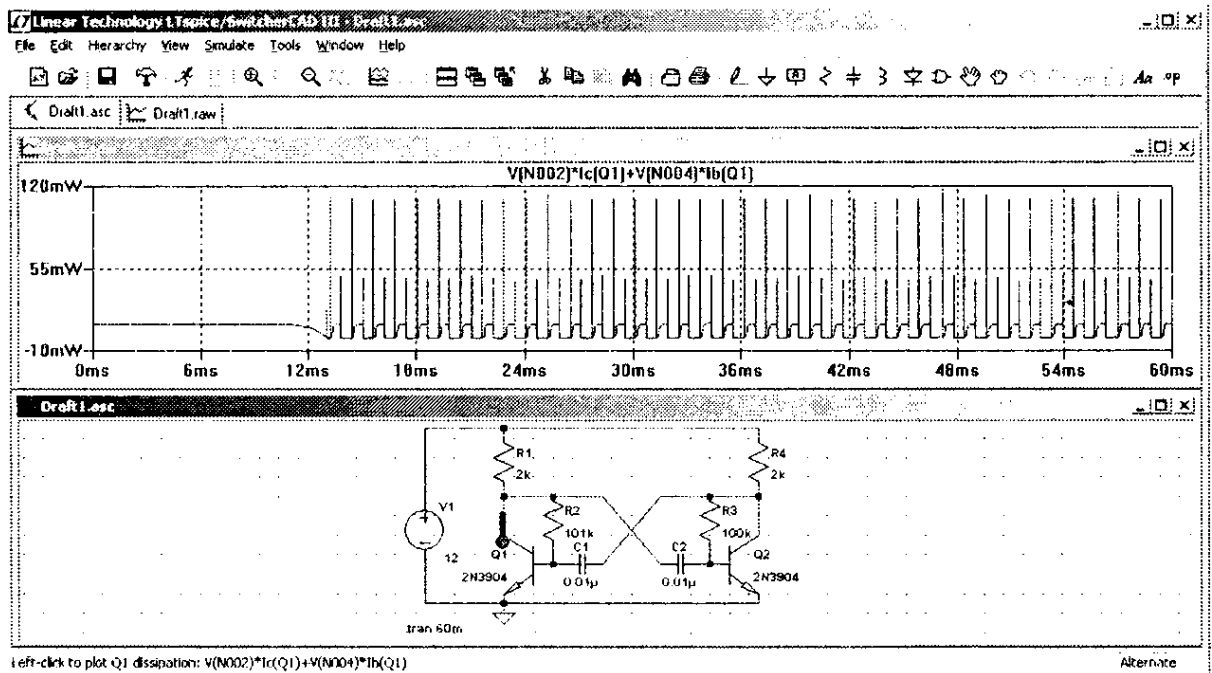 Linear Technology LTspice/SwitcherCAD III - Draft1.asc
File Edit Hierarchy View Simulate Tools Window Help
Aa .op
Draft1.asc Draft1.raw
V(N002)*Ic(Q1)+V(N004)*Ib(Q1)
120mW
55mW
-10mW
0ms 6ms 12ms 18ms 24ms 30ms 36ms 42ms 48ms 54ms 60ms
Draft1.asc
R1
2k
R4
2k
V1
12
R2
101k
R3
100k
C1
0.01µ
C2
0.01µ
Q1
2N3904
Q2
2N3904
.tran 60m
Left-click to plot Q1 dissipation: V(N002)*Ic(Q1)+V(N004)*Ib(Q1)
Alternate